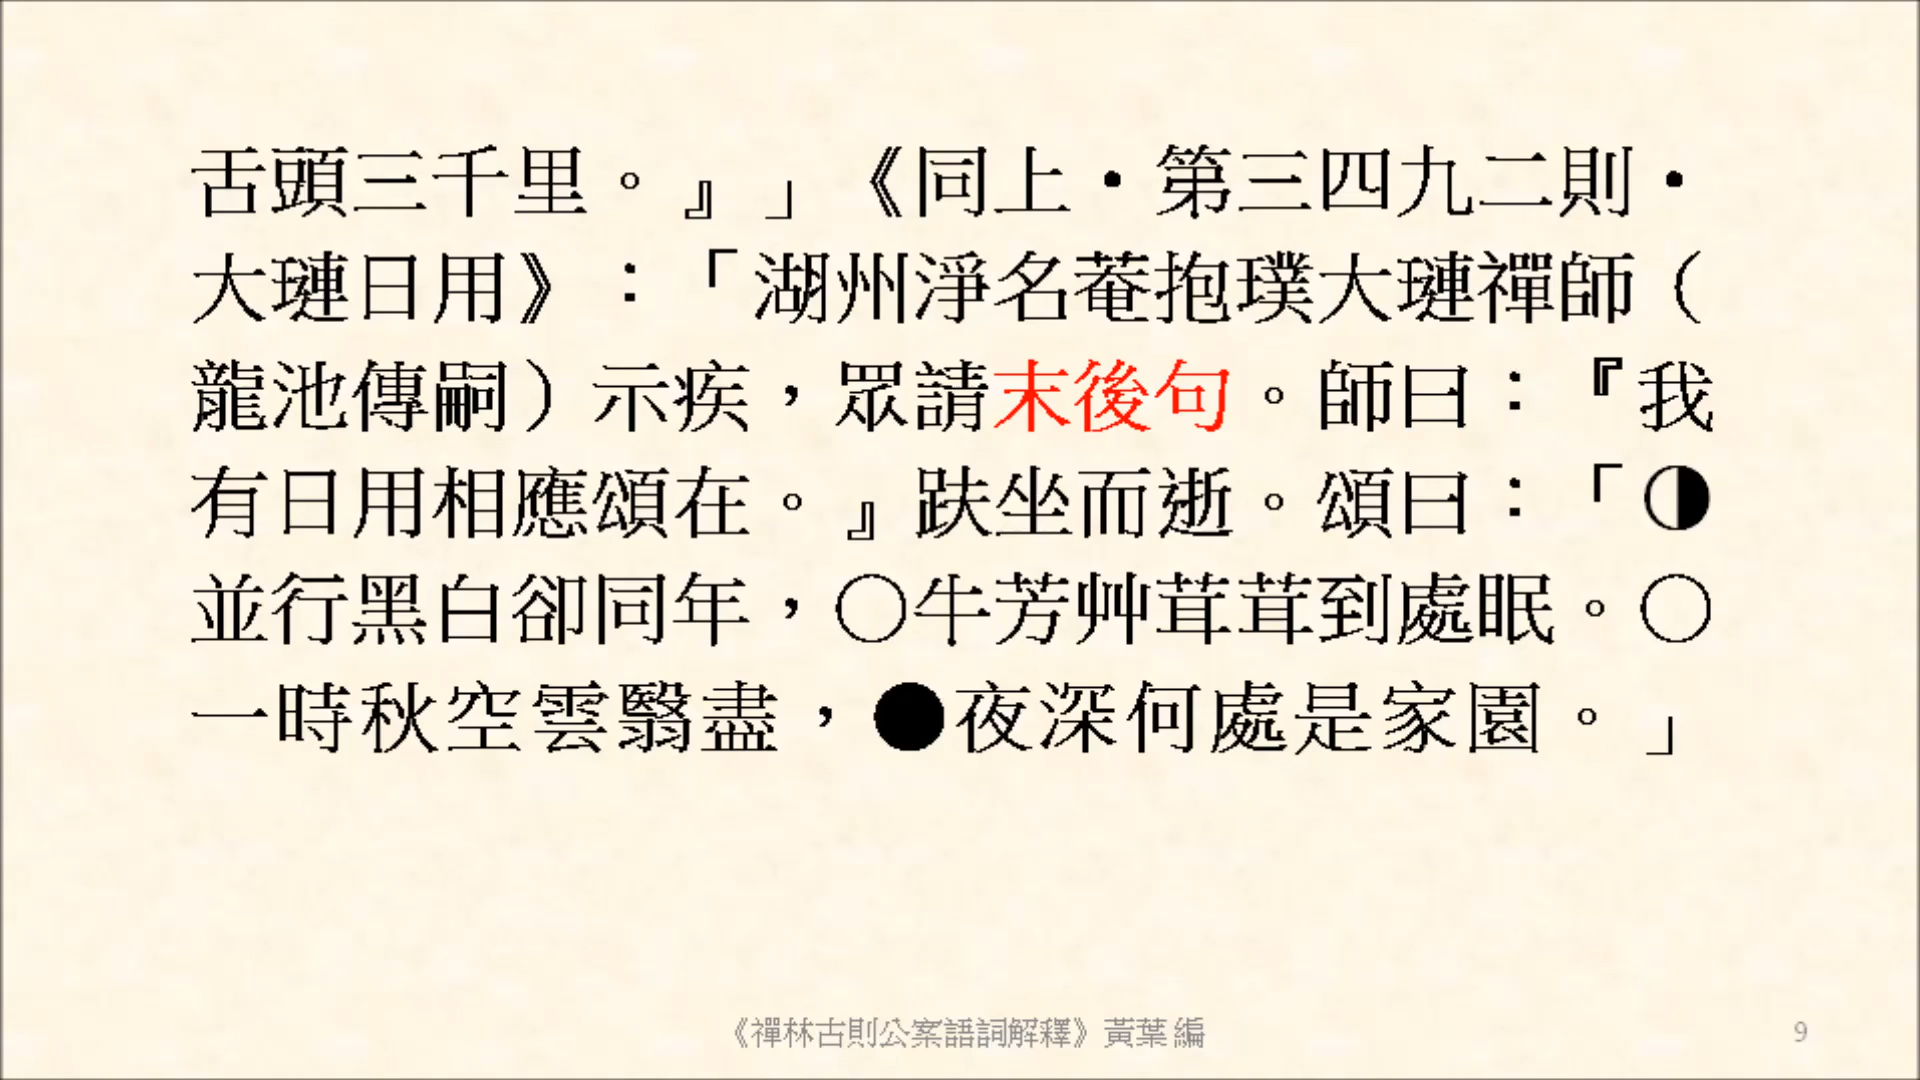 舌頭三千里。』」《同上‧第三四九二則‧
大璉日用》：「湖州淨名菴抱璞大璉禪師（
龍池傳嗣）示疾，眾請末後句。師曰：『我
有日用相應頌在。』趺坐而逝。頌曰：「◑
並行黑白卻同年，○牛芳艸茸茸到處眠。○
一時秋空雲翳盡，●夜深何處是家園。」
《禪林古則公案語詞解釋》黃葉編
9